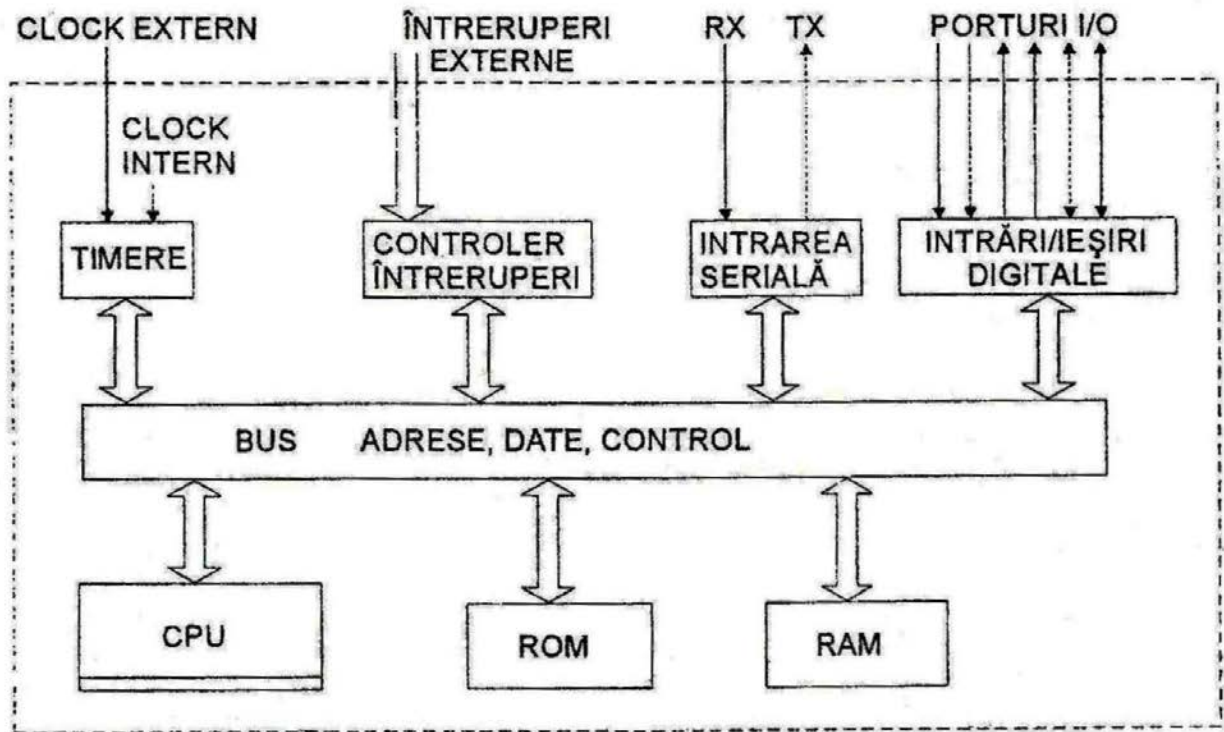 CLOCK EXTERN
ÎNTRERUPERI
EXTERNE
RX
TX
PORTURI I/O
CLOCK
INTERN
TIMERE
CONTROLER
ÎNTRERUPERI
INTRAREA
SERIALĂ
INTRĂRI/IEŞIRI
DIGITALE
BUS ADRESE, DATE, CONTROL
CPU
ROM
RAM